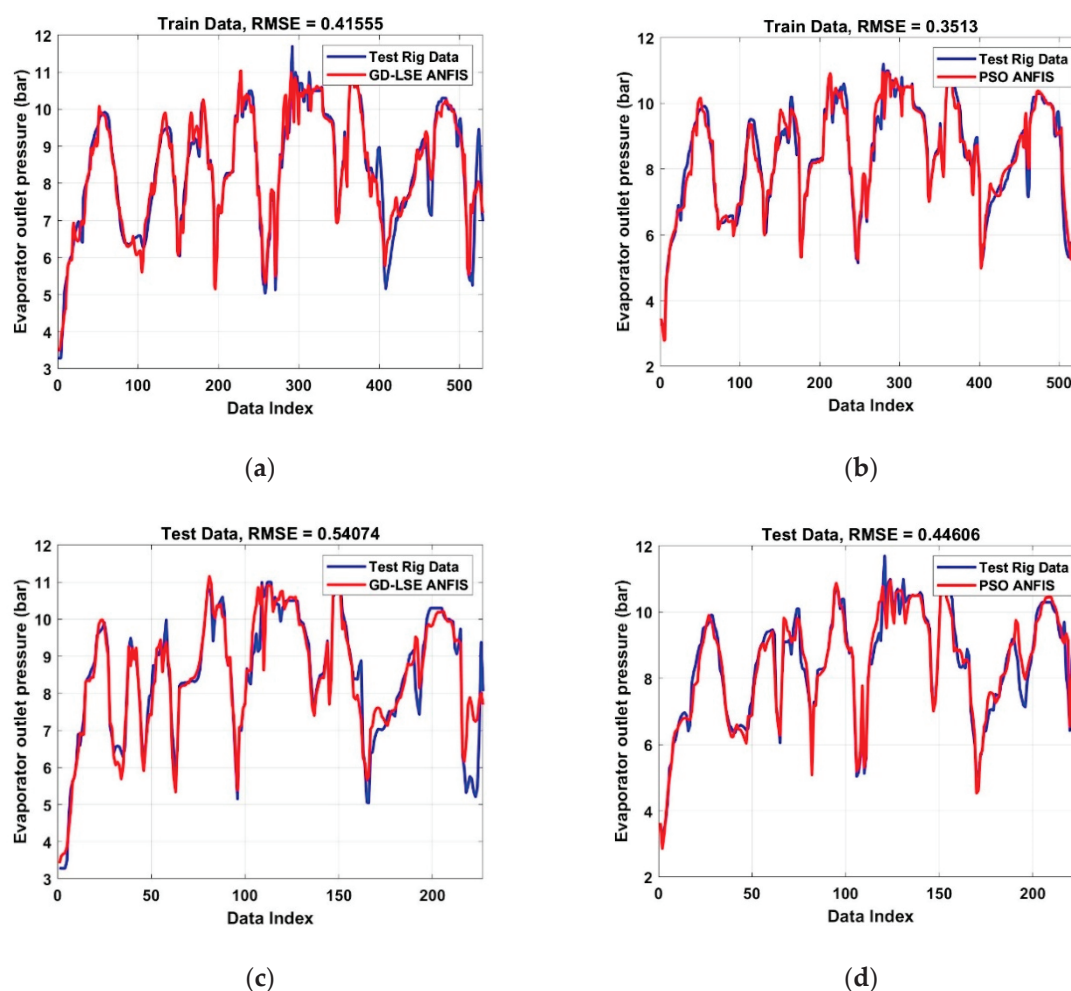 Train Data, RMSE = 0.41555
Test Rig Data
GD-LSE ANFIS
Evaporator outlet pressure (bar)
12
11
10
9
8
7
6
5
4
3
0 100 200 300 400 500
Data Index
(a)
Train Data, RMSE = 0.3513
Test Rig Data
PSO ANFIS
Evaporator outlet pressure (bar)
12
10
8
6
4
2
0 100 200 300 400 500
Data Index
(b)
Test Data, RMSE = 0.54074
Test Rig Data
GD-LSE ANFIS
Evaporator outlet pressure (bar)
12
11
10
9
8
7
6
5
4
3
0 50 100 150 200
Data Index
(c)
Test Data, RMSE = 0.44606
Test Rig Data
PSO ANFIS
Evaporator outlet pressure (bar)
12
10
8
6
4
2
0 50 100 150 200
Data Index
(d)